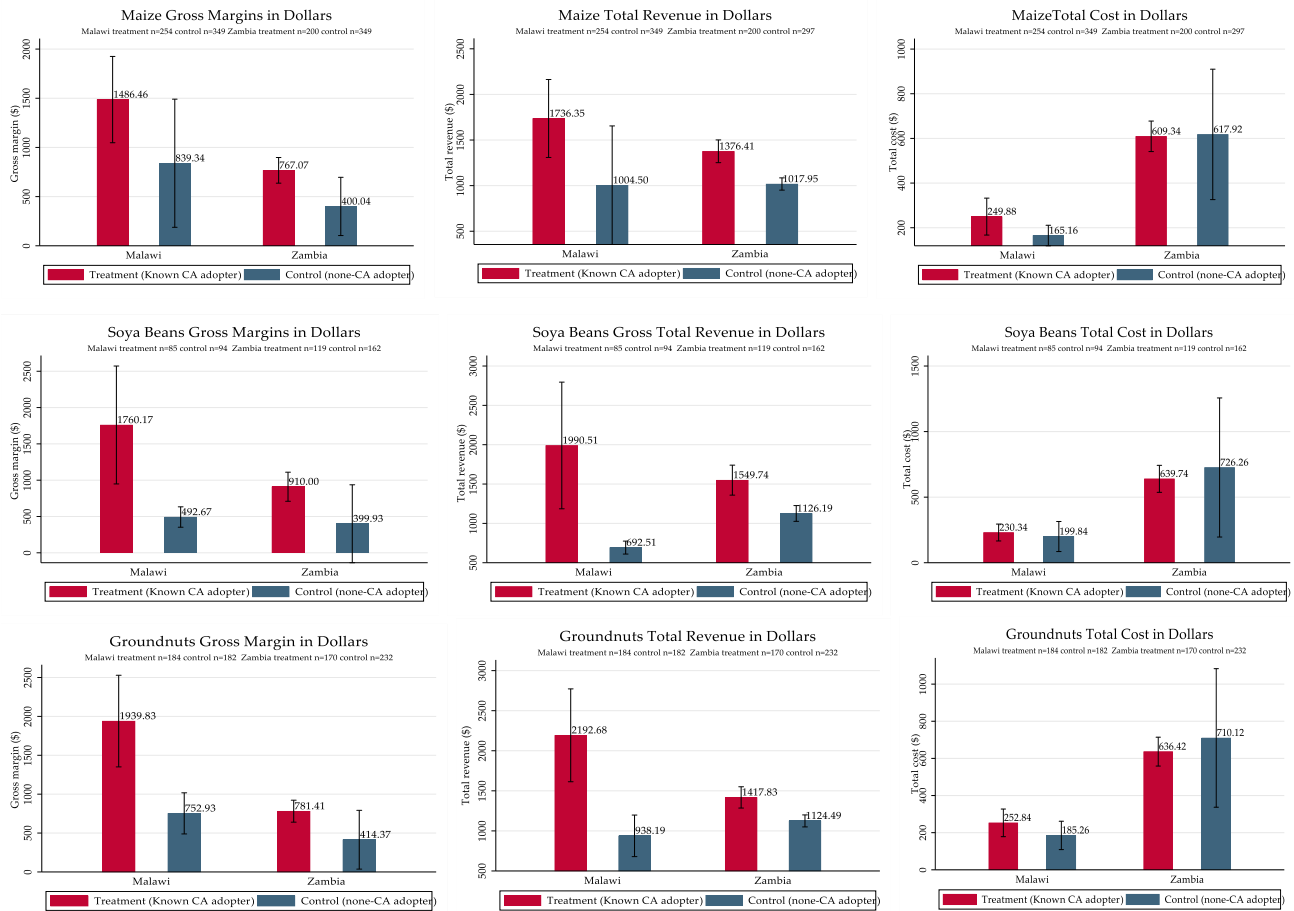 Maize Gross Margins in Dollars
Malawi treatment n=254 control n=349 Zambia treatment n=200 control n=349
Gross margin ($)
2000
1500
1000
500
0
1486.46
839.34
767.07
400.04
Malawi
Zambia
Treatment (Known CA adopter)
Control (none-CA adopter)
Maize Total Revenue in Dollars
Malawi treatment n=254 control n=349 Zambia treatment n=200 control n=297
Total revenue ($)
2500
2000
1500
1000
500
1736.35
1004.50
1376.41
1017.95
Malawi
Zambia
Treatment (Known CA adopter)
Control (none-CA adopter)
MaizeTotal Cost in Dollars
Malawi treatment n=254 control n=349 Zambia treatment n=200 control n=297
Total cost ($)
1000
800
600
400
200
249.88
165.16
609.34
617.92
Malawi
Zambia
Treatment (Known CA adopter)
Control (none-CA adopter)
Soya Beans Gross Margins in Dollars
Malawi treatment n=85 control n=94 Zambia treatment n=119 control n=162
Gross margin ($)
2500
2000
1500
1000
500
0
1760.17
492.67
910.00
399.93
Malawi
Zambia
Treatment (Known CA adopter)
Control (none-CA adopter)
Soya Beans Gross Total Revenue in Dollars
Malawi treatment n=85 control n=94 Zambia treatment n=119 control n=162
Total revenue ($)
3000
2500
2000
1500
1000
500
1990.51
692.51
1549.74
1126.19
Malawi
Zambia
Treatment (Known CA adopter)
Control (none-CA adopter)
Soya Beans Total Cost in Dollars
Malawi treatment n=85 control n=94 Zambia treatment n=119 control n=162
Total cost ($)
1500
1000
500
0
230.34
199.84
639.74
726.26
Malawi
Zambia
Treatment (Known CA adopter)
Control (none-CA adopter)
Groundnuts Gross Margin in Dollars
Malawi treatment n=184 control n=182 Zambia treatment n=170 control n=232
Gross margin ($)
2500
2000
1500
1000
500
0
1939.83
752.93
781.41
414.37
Malawi
Zambia
Treatment (Known CA adopter)
Control (none-CA adopter)
Groundnuts Total Revenue in Dollars
Malawi treatment n=184 control n=182 Zambia treatment n=170 control n=232
Total revenue ($)
3000
2500
2000
1500
1000
500
2192.68
938.19
1417.83
1124.49
Malawi
Zambia
Treatment (Known CA adopter)
Control (none-CA adopter)
Groundnuts Total Cost in Dollars
Malawi treatment n=184 control n=182 Zambia treatment n=170 control n=232
Total cost ($)
1000
800
600
400
200
0
252.84
185.26
636.42
710.12
Malawi
Zambia
Treatment (Known CA adopter)
Control (none-CA adopter)